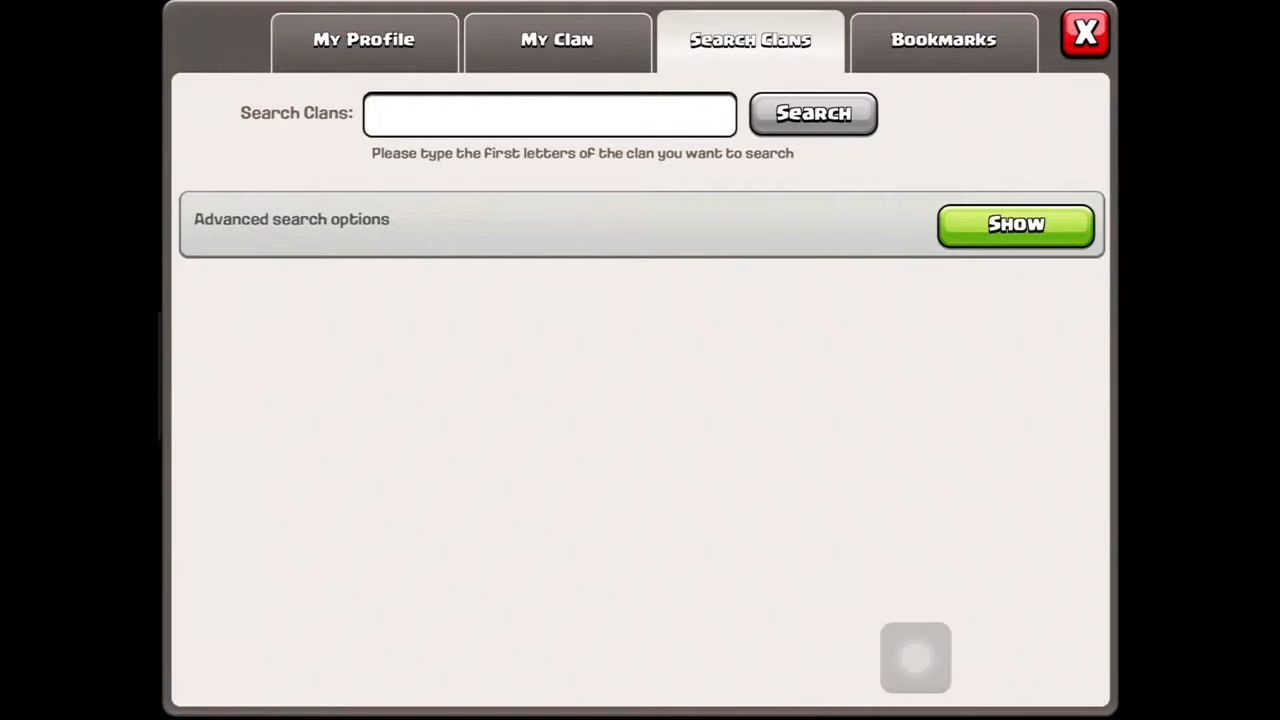 My Profile
My Clan
Search Clans
Bookmarks
X
Search Clans:
Search
Please type the first letters of the clan you want to search
Advanced search options
Show